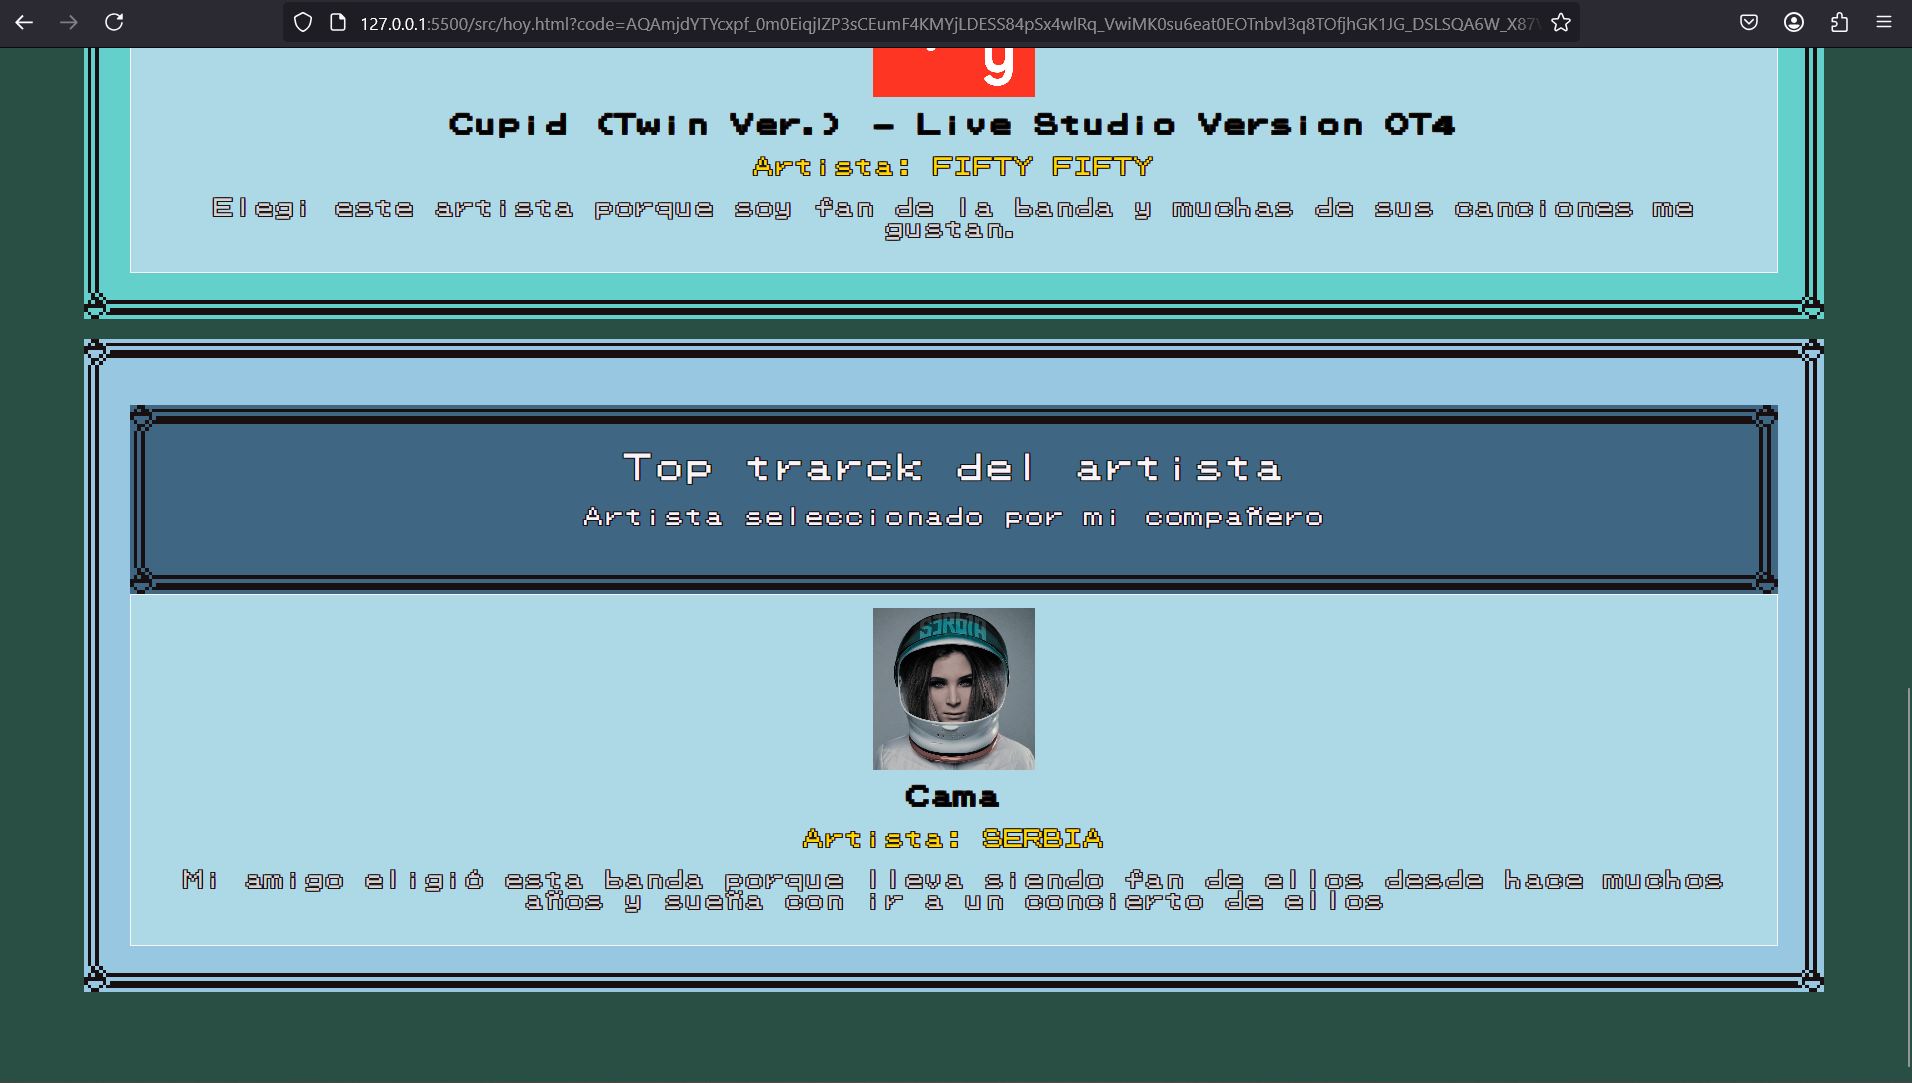 127.0.0.1:5500/src/hoy.html?code=AQAmjdYTYcxpf_0m0EiqjIZP3sCEumF4KMYjLDESS84pSx4wlRq_VwiMK0su6eat0EOTnbvl3q8TOfjhGK1JG_DSLSQA6W_X87
y
Cupid (Twin Ver.) - Live Studio Version OT4
Artista: FIFTY FIFTY
Elegi este artista porque soy fan de la banda y muchas de sus canciones me
gustan.
Top trarck del artista
Artista seleccionado por mi compañero
Cama
Artista: SERBIA
Mi amigo eligió esta banda porque lleva siendo fan de ellos desde hace muchos
años y sueña con ir a un concierto de ellos